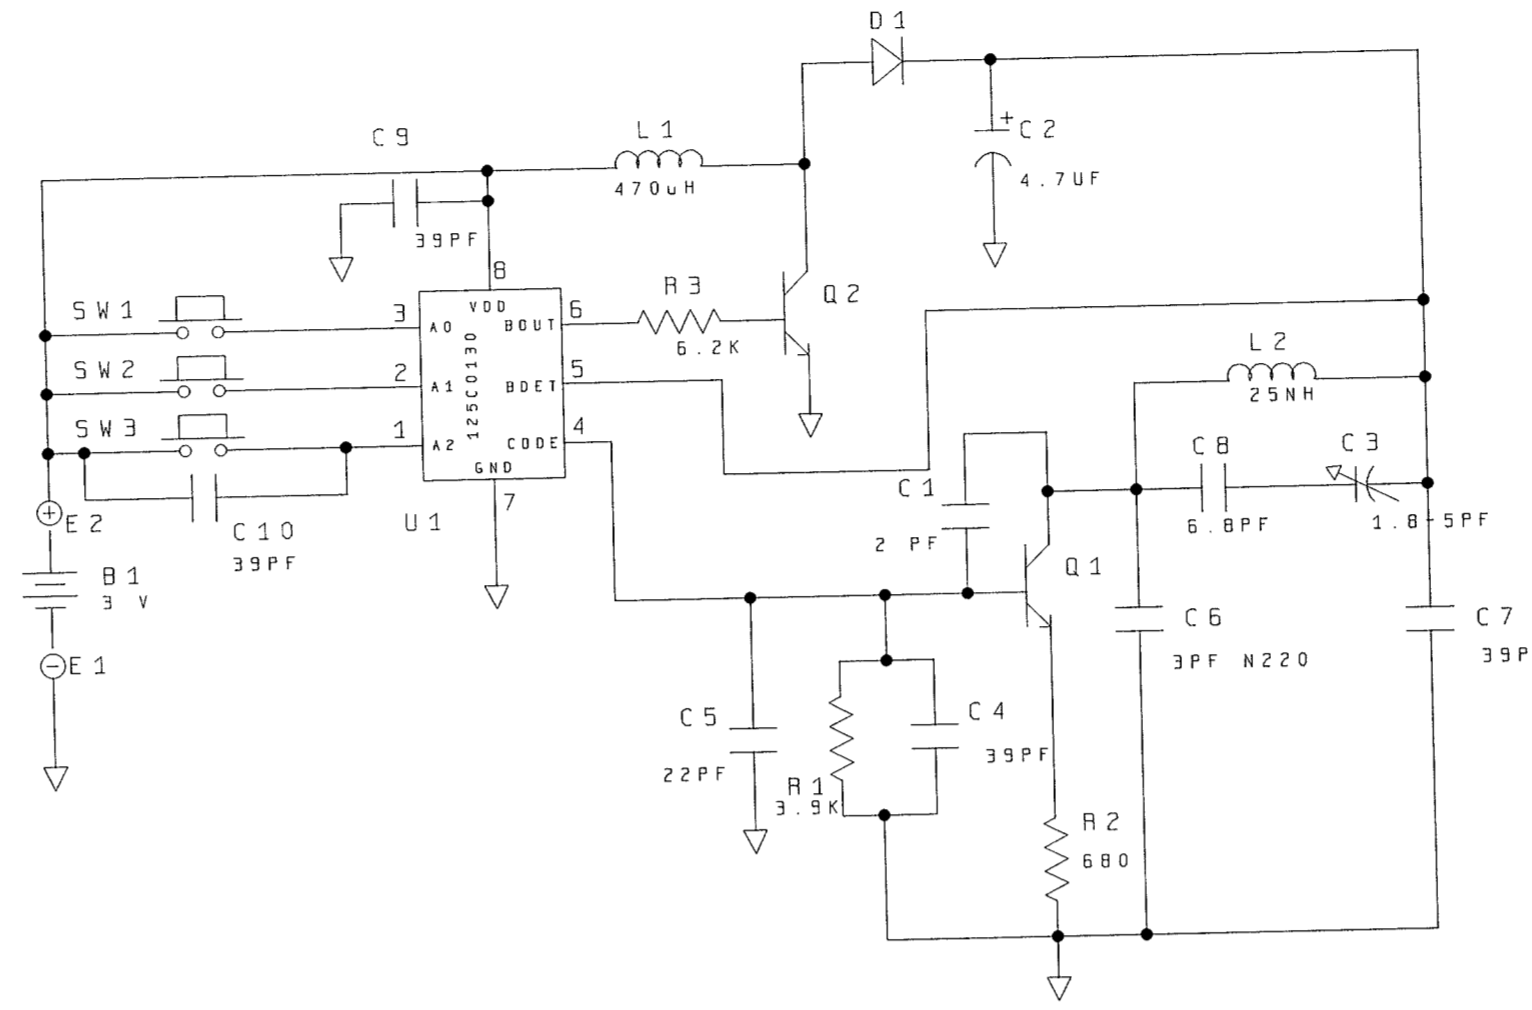 D1
C9
L1
+
C2
470uH
4.7UF
39PF
8
R3
Q2
SW1
3
VDD
6
A0
BOUT
6.2K
L2
SW2
2
5
A1
BDET
25NH
125C0130
SW3
1
4
A2
CODE
C8
C3
GND
7
C1
E2
U1
6.8PF
1.8-5PF
C10
2 PF
39PF
Q1
B1
3 V
C6
C7
3PF N220
39P
E1
C5
C4
22PF
39PF
R1
3.9K
R2
680